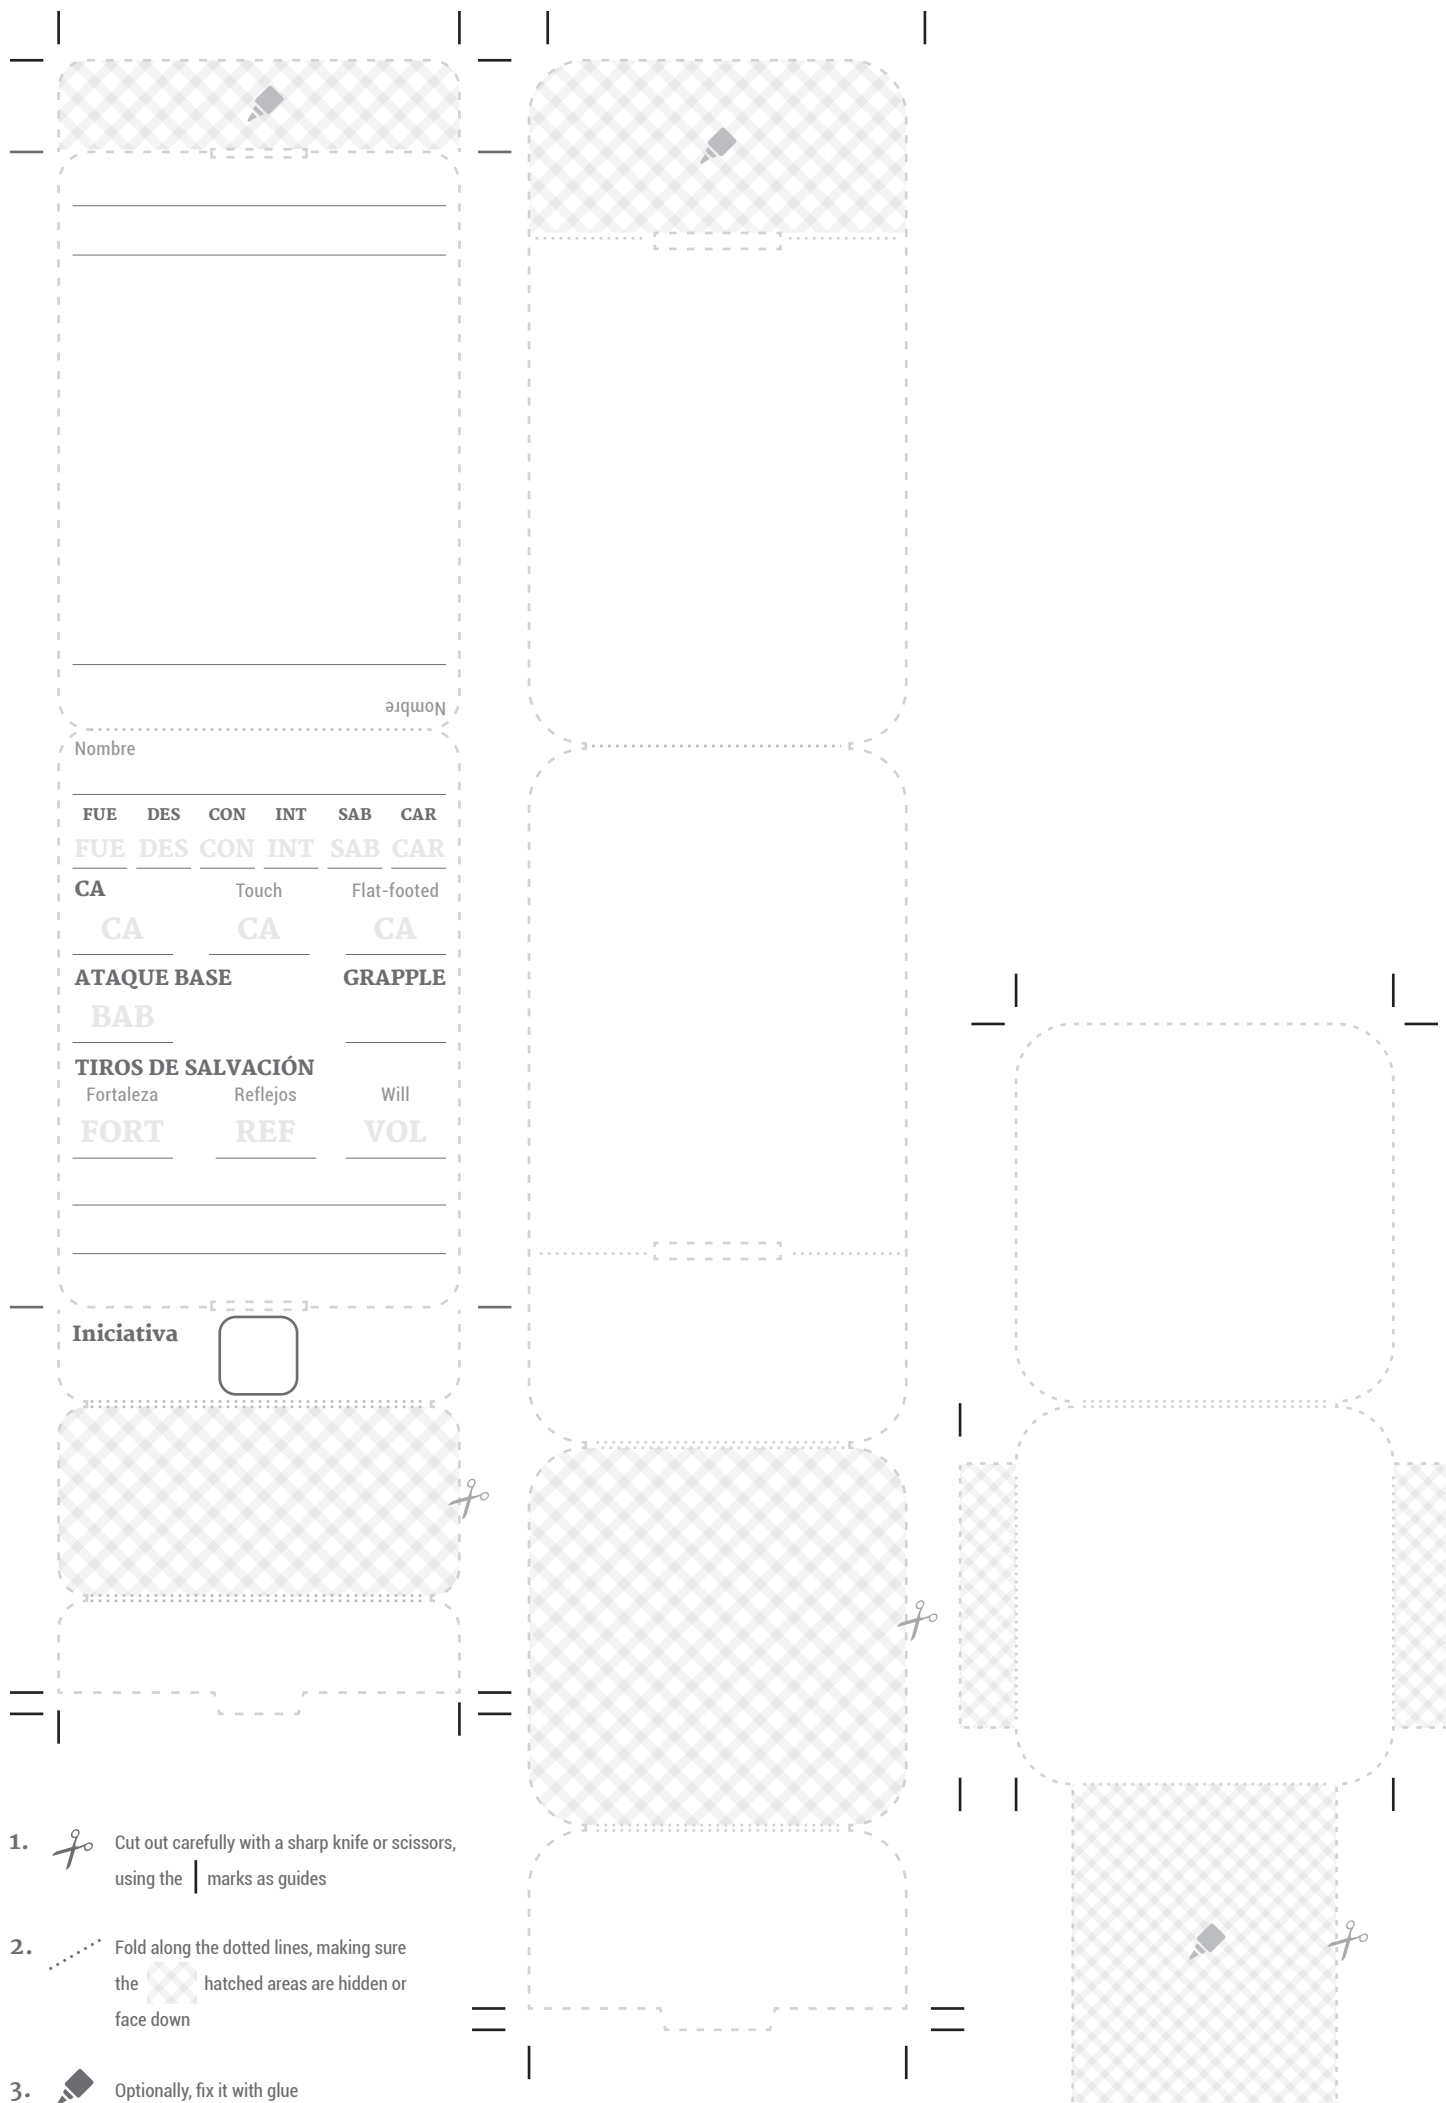 Nombre
Nombre
FUE DES CON INT SAB CAR
FUE DES CON INT SAB CAR
CA Touch Flat-footed
CA CA CA
ATAQUE BASE GRAPPLE
BAB
TIROS DE SALVACIÓN
Fortaleza Reflejos Will
FORT REF VOL
Iniciativa
1. Cut out carefully with a sharp knife or scissors,
using the marks as guides
2. Fold along the dotted lines, making sure
the hatched areas are hidden or
face down
3. Optionally, fix it with glue